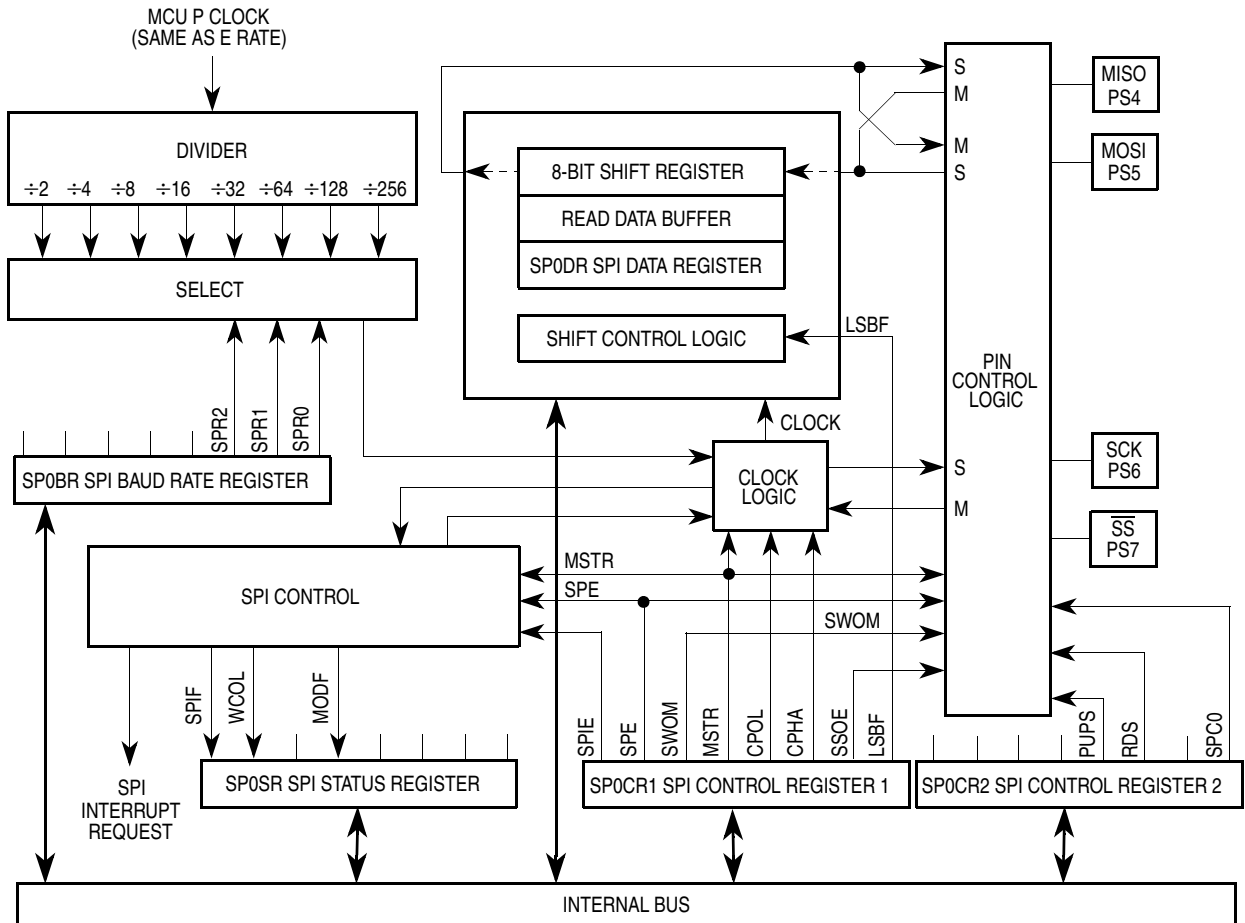 MCU P CLOCK
(SAME AS E RATE)
DIVIDER
÷2 ÷4 ÷8 ÷16 ÷32 ÷64 ÷128 ÷256
SELECT
SPR2
SPR1
SPR0
SP0BR SPI BAUD RATE REGISTER
8-BIT SHIFT REGISTER
READ DATA BUFFER
SP0DR SPI DATA REGISTER
SHIFT CONTROL LOGIC
LSBF
CLOCK
CLOCK
LOGIC
S
M
M
S
S
M
PIN
CONTROL
LOGIC
MISO
PS4
MOSI
PS5
SCK
PS6
SS
PS7
SPI CONTROL
MSTR
SPE
SWOM
SPIF
WCOL
MODF
SPI
INTERRUPT
REQUEST
SP0SR SPI STATUS REGISTER
SPIE
SPE
SWOM
MSTR
CPOL
CPHA
SSOE
LSBF
SP0CR1 SPI CONTROL REGISTER 1
PUPS
RDS
SPC0
SP0CR2 SPI CONTROL REGISTER 2
INTERNAL BUS